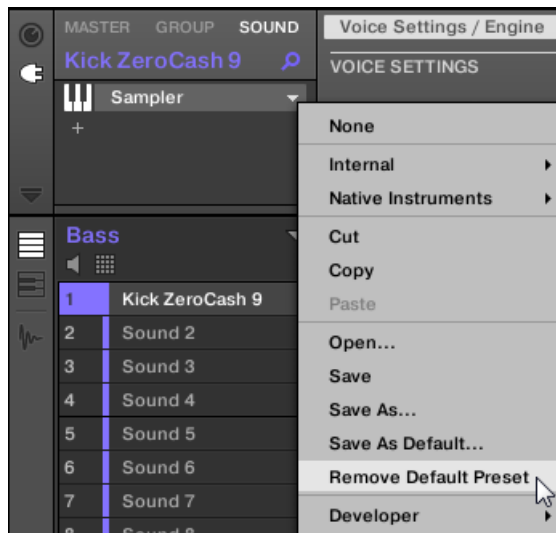 MASTER GROUP SOUND
Kick ZeroCash 9
Sampler
+
Voice Settings / Engine
VOICE SETTINGS
None
Internal
Native Instruments
Cut
Copy
Paste
Open...
Save
Save As...
Save As Default...
Remove Default Preset
Developer
Bass
1 Kick ZeroCash 9
2 Sound 2
3 Sound 3
4 Sound 4
5 Sound 5
6 Sound 6
7 Sound 7